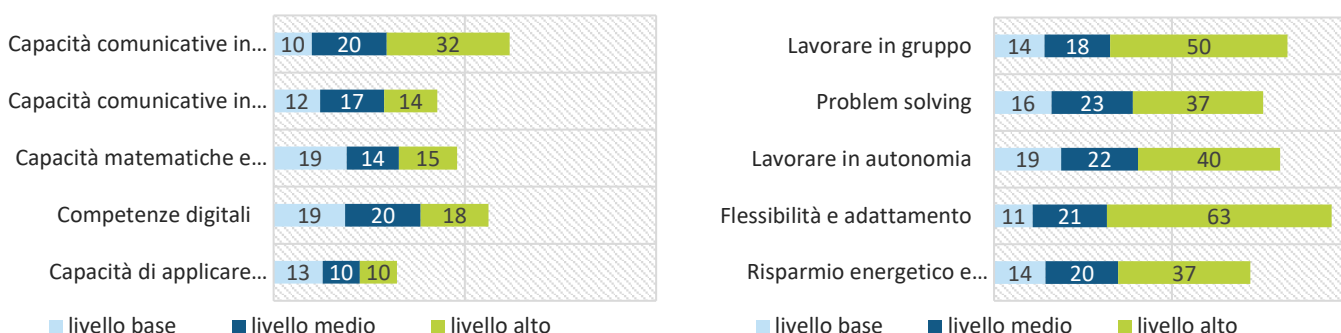 Capacità comunicative in... 10 20 32
Capacità comunicative in... 12 17 14
Capacità matematiche e... 19 14 15
Competenze digitali 19 20 18
Capacità di applicare... 13 10 10
livello base livello medio livello alto
Lavorare in gruppo 14 18 50
Problem solving 16 23 37
Lavorare in autonomia 19 22 40
Flessibilità e adattamento 11 21 63
Risparmio energetico e... 14 20 37
livello base livello medio livello alto